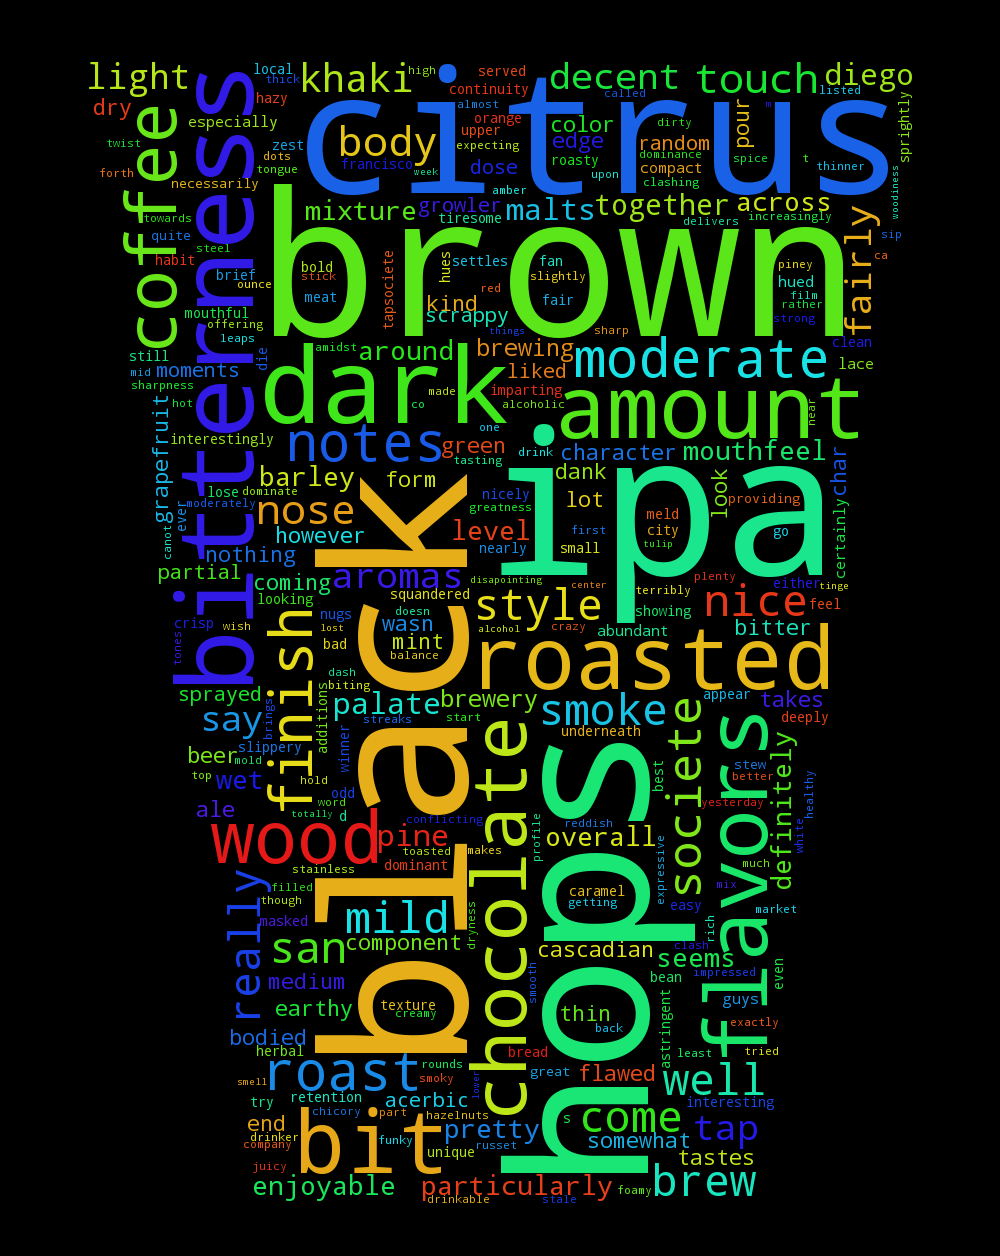 light
local
thick
khaki
high
served
continuity
decent
touch
diego
listed
called
dry
hazy
almost
citrus
m
especially
orange
upper
expecting
color
edge
dirty
random
pour
sprightly
twist
zest
dots
tongue
body
francisco
week
dose
roasty
dominance
compact
spice
t
thinner
forth
necessarily
amber
upon
clashing
woodiness
coffee
bitterness
towards
mixture
growler
tiresome
malts
together
across
delivers
increasingly
fairly
quite
steel
sip
ca
habit
brief
ounce
bold
stick
meat
tapsociete
hues
settles
fan
slightly
fair
red
brown
piney
hued
film
rather
strong
mouthful
offering
leaps
kind
scrappy
things
sharp
clean
still
mid
moments
die
amidst
around
brewing
liked
moderate
lace
sharpness
hot
dark
made
co
imparting
alcoholic
amount
near
interestingly
notes
green
tasting
one
drink
character
mouthfeel
char
grapefruit
lose
dominate
moderately
ever
barley
form
nicely
greatness
dank
lot
look
providing
certainly
canot
nose
level
ipa
first
meld
city
tulip
go
nothing
however
nearly
small
partial
coming
aromas
disapointing
center
plenty
either
tinge
looking
squandered
style
terribly
nice
feel
showing
crisp
wish
nugs
lost
doesn
wasn
alcohol
crazy
abundant
bitter
tones
bad
mint
balance
roasted
finish
black
dash
biting
sprayed
additions
palate
brewery
smoke
appear
takes
say
brings
streaks
start
underneath
societe
deeply
slippery
winner
beer
mold
top
wet
hold
odd
chocolate
hops
best
flavors
stew
better
definitely
healthy
ale
word
totally
d
conflicting
reddish
yesterday
white
wood
pine
toasted
makes
profile
overall
much
stainless
dominant
expressive
filled
though
caramel
getting
easy
mix
market
really
masked
mild
dryness
rich
san
component
cascadian
clash
seems
medium
smooth
bean
impressed
even
earthy
texture
creamy
thin
back
guys
bodied
astringent
exactly
herbal
bread
least
tried
smell
roast
rounds
smoky
lower
great
flawed
well
try
retention
acerbic
interesting
end
chicory
part
hazelnuts
s
come
tap
drinker
company
bit
funky
pretty
russet
somewhat
juicy
unique
tastes
enjoyable
particularly
drinkable
foamy
stale
brew